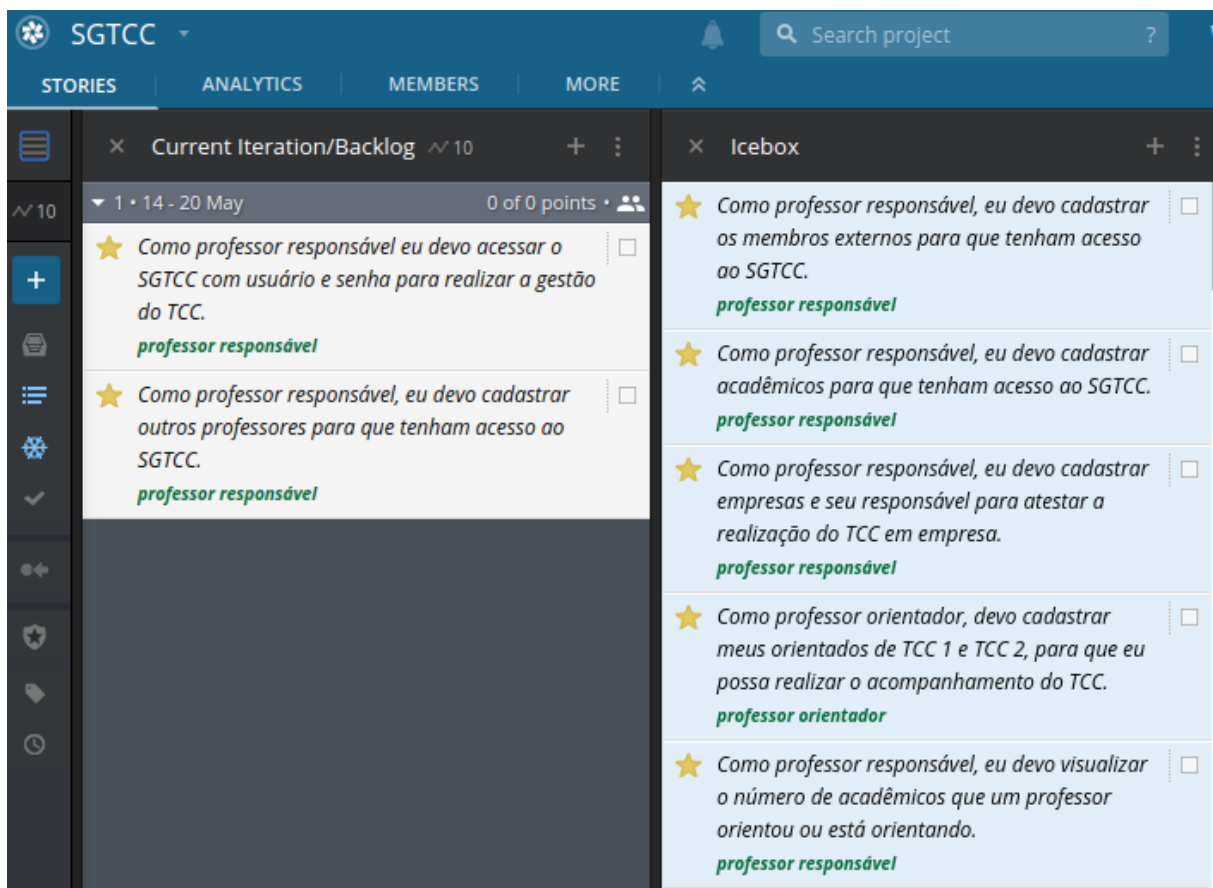 SGTCC
Search project ?
STORIES ANALYTICS MEMBERS MORE
Current Iteration/Backlog 10
10
1 • 14 - 20 May 0 of 0 points •
Como professor responsável eu devo acessar o
SGTCC com usuário e senha para realizar a gestão
do TCC.
professor responsável
Como professor responsável, eu devo cadastrar
outros professores para que tenham acesso ao
SGTCC.
professor responsável
Icebox
Como professor responsável, eu devo cadastrar
os membros externos para que tenham acesso
ao SGTCC.
professor responsável
Como professor responsável, eu devo cadastrar
acadêmicos para que tenham acesso ao SGTCC.
professor responsável
Como professor responsável, eu devo cadastrar
empresas e seu responsável para atestar a
realização do TCC em empresa.
professor responsável
Como professor orientador, devo cadastrar
meus orientados de TCC 1 e TCC 2, para que eu
possa realizar o acompanhamento do TCC.
professor orientador
Como professor responsável, eu devo visualizar
o número de acadêmicos que um professor
orientou ou está orientando.
professor responsável